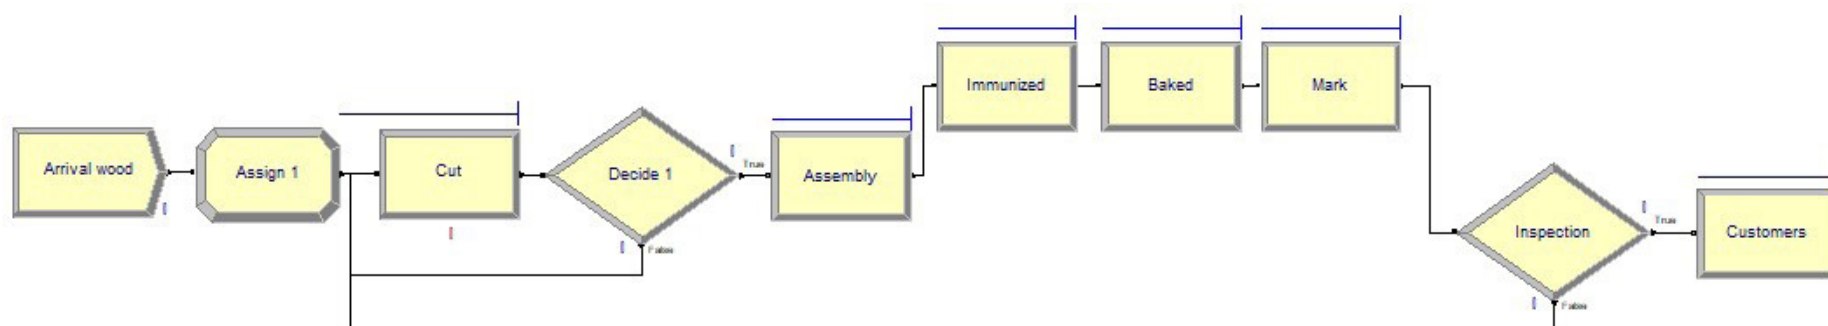 Arrival wood
Assign 1
Cut
Decide 1
True
False
Assembly
Immunized
Baked
Mark
Inspection
True
False
Customers